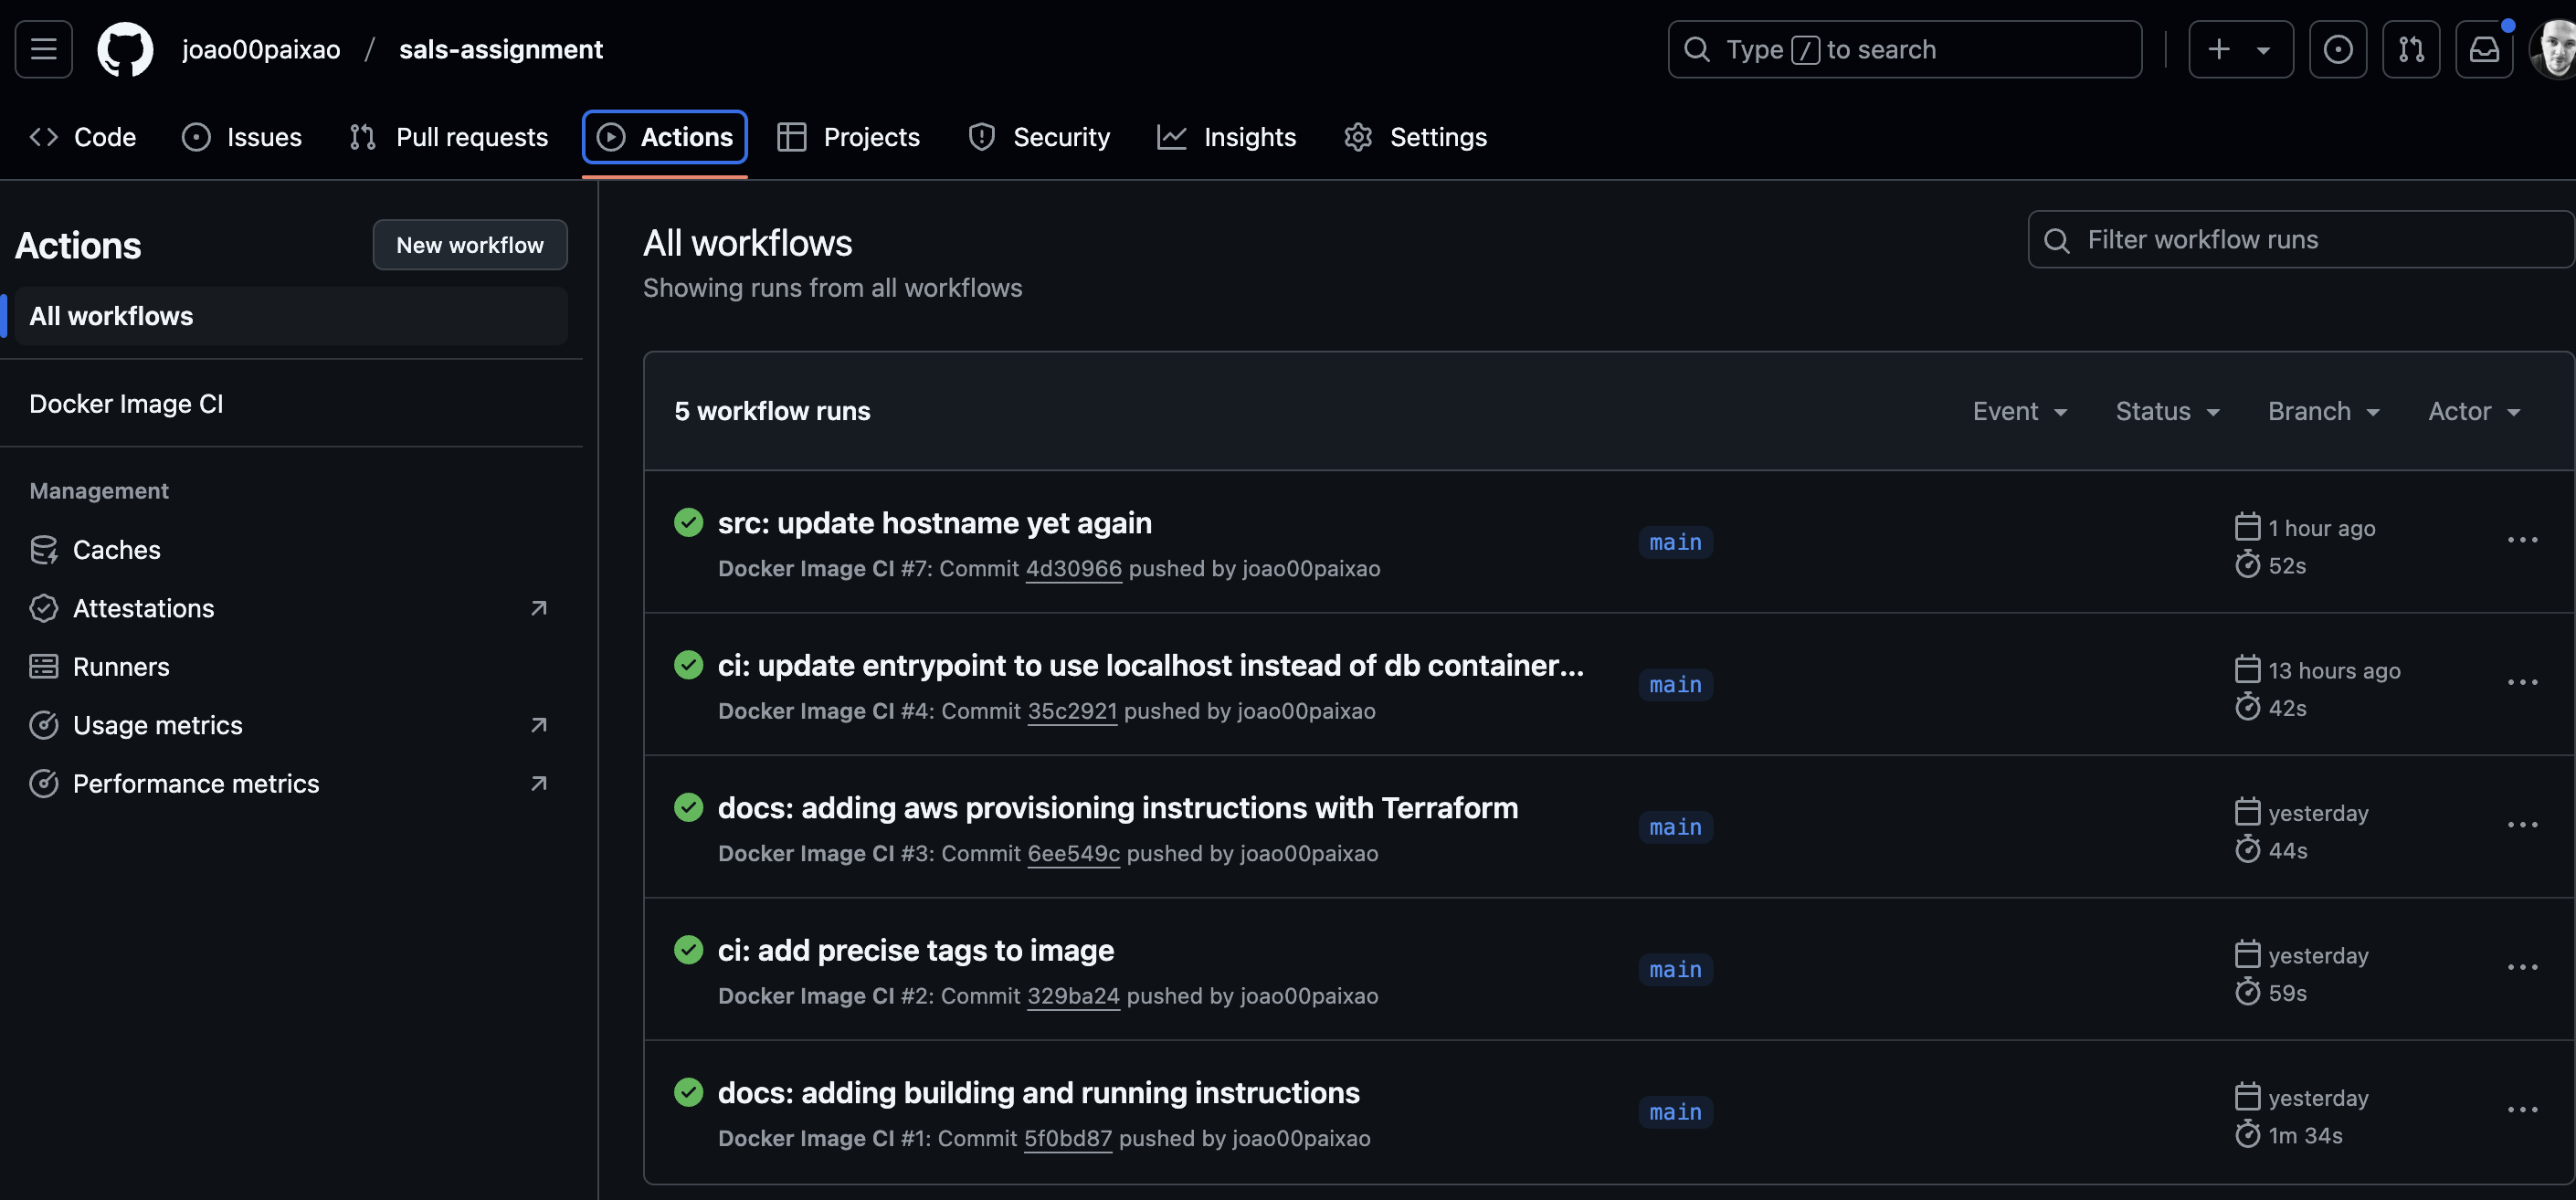 joao00paixao / sals-assignment
Type / to search
Code
Issues
Pull requests
Actions
Projects
Security
Insights
Settings
Actions
New workflow
All workflows
Docker Image CI
Management
Caches
Attestations
Runners
Usage metrics
Performance metrics
All workflows
Showing runs from all workflows
Filter workflow runs
5 workflow runs
Event
Status
Branch
Actor
src: update hostname yet again
Docker Image CI #7: Commit 4d30966 pushed by joao00paixao
main
1 hour ago
52s
ci: update entrypoint to use localhost instead of db container...
Docker Image CI #4: Commit 35c2921 pushed by joao00paixao
main
13 hours ago
42s
docs: adding aws provisioning instructions with Terraform
Docker Image CI #3: Commit 6ee549c pushed by joao00paixao
main
yesterday
44s
ci: add precise tags to image
Docker Image CI #2: Commit 329ba24 pushed by joao00paixao
main
yesterday
59s
docs: adding building and running instructions
Docker Image CI #1: Commit 5f0bd87 pushed by joao00paixao
main
yesterday
1m 34s